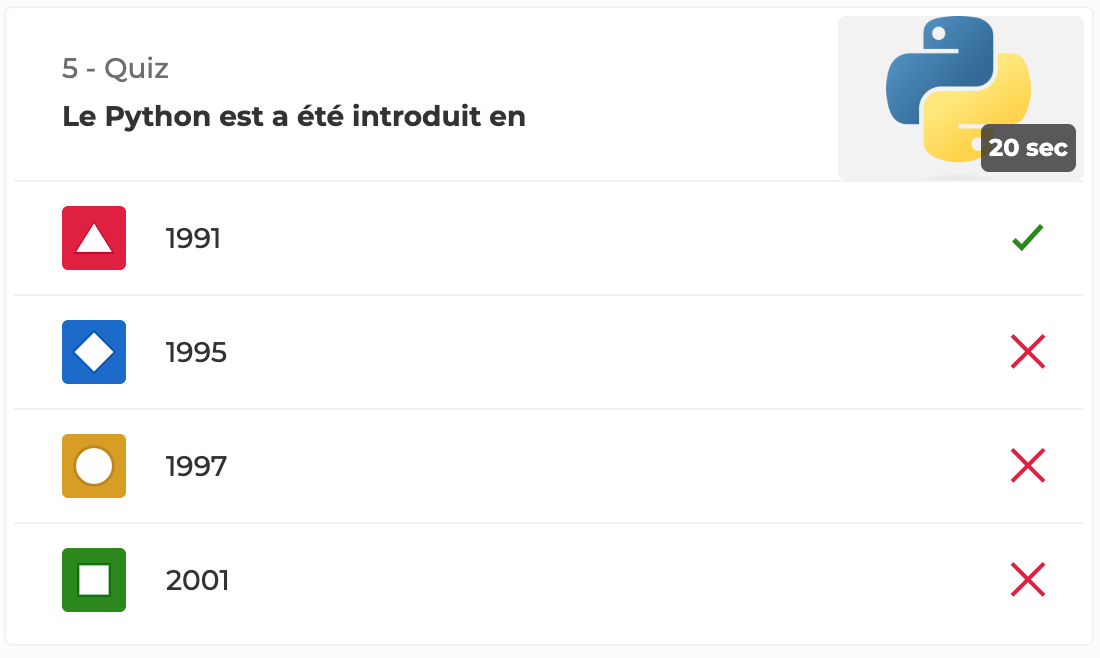 5 - Quiz
Le Python est a été introduit en
20 sec
1991
1995
1997
2001